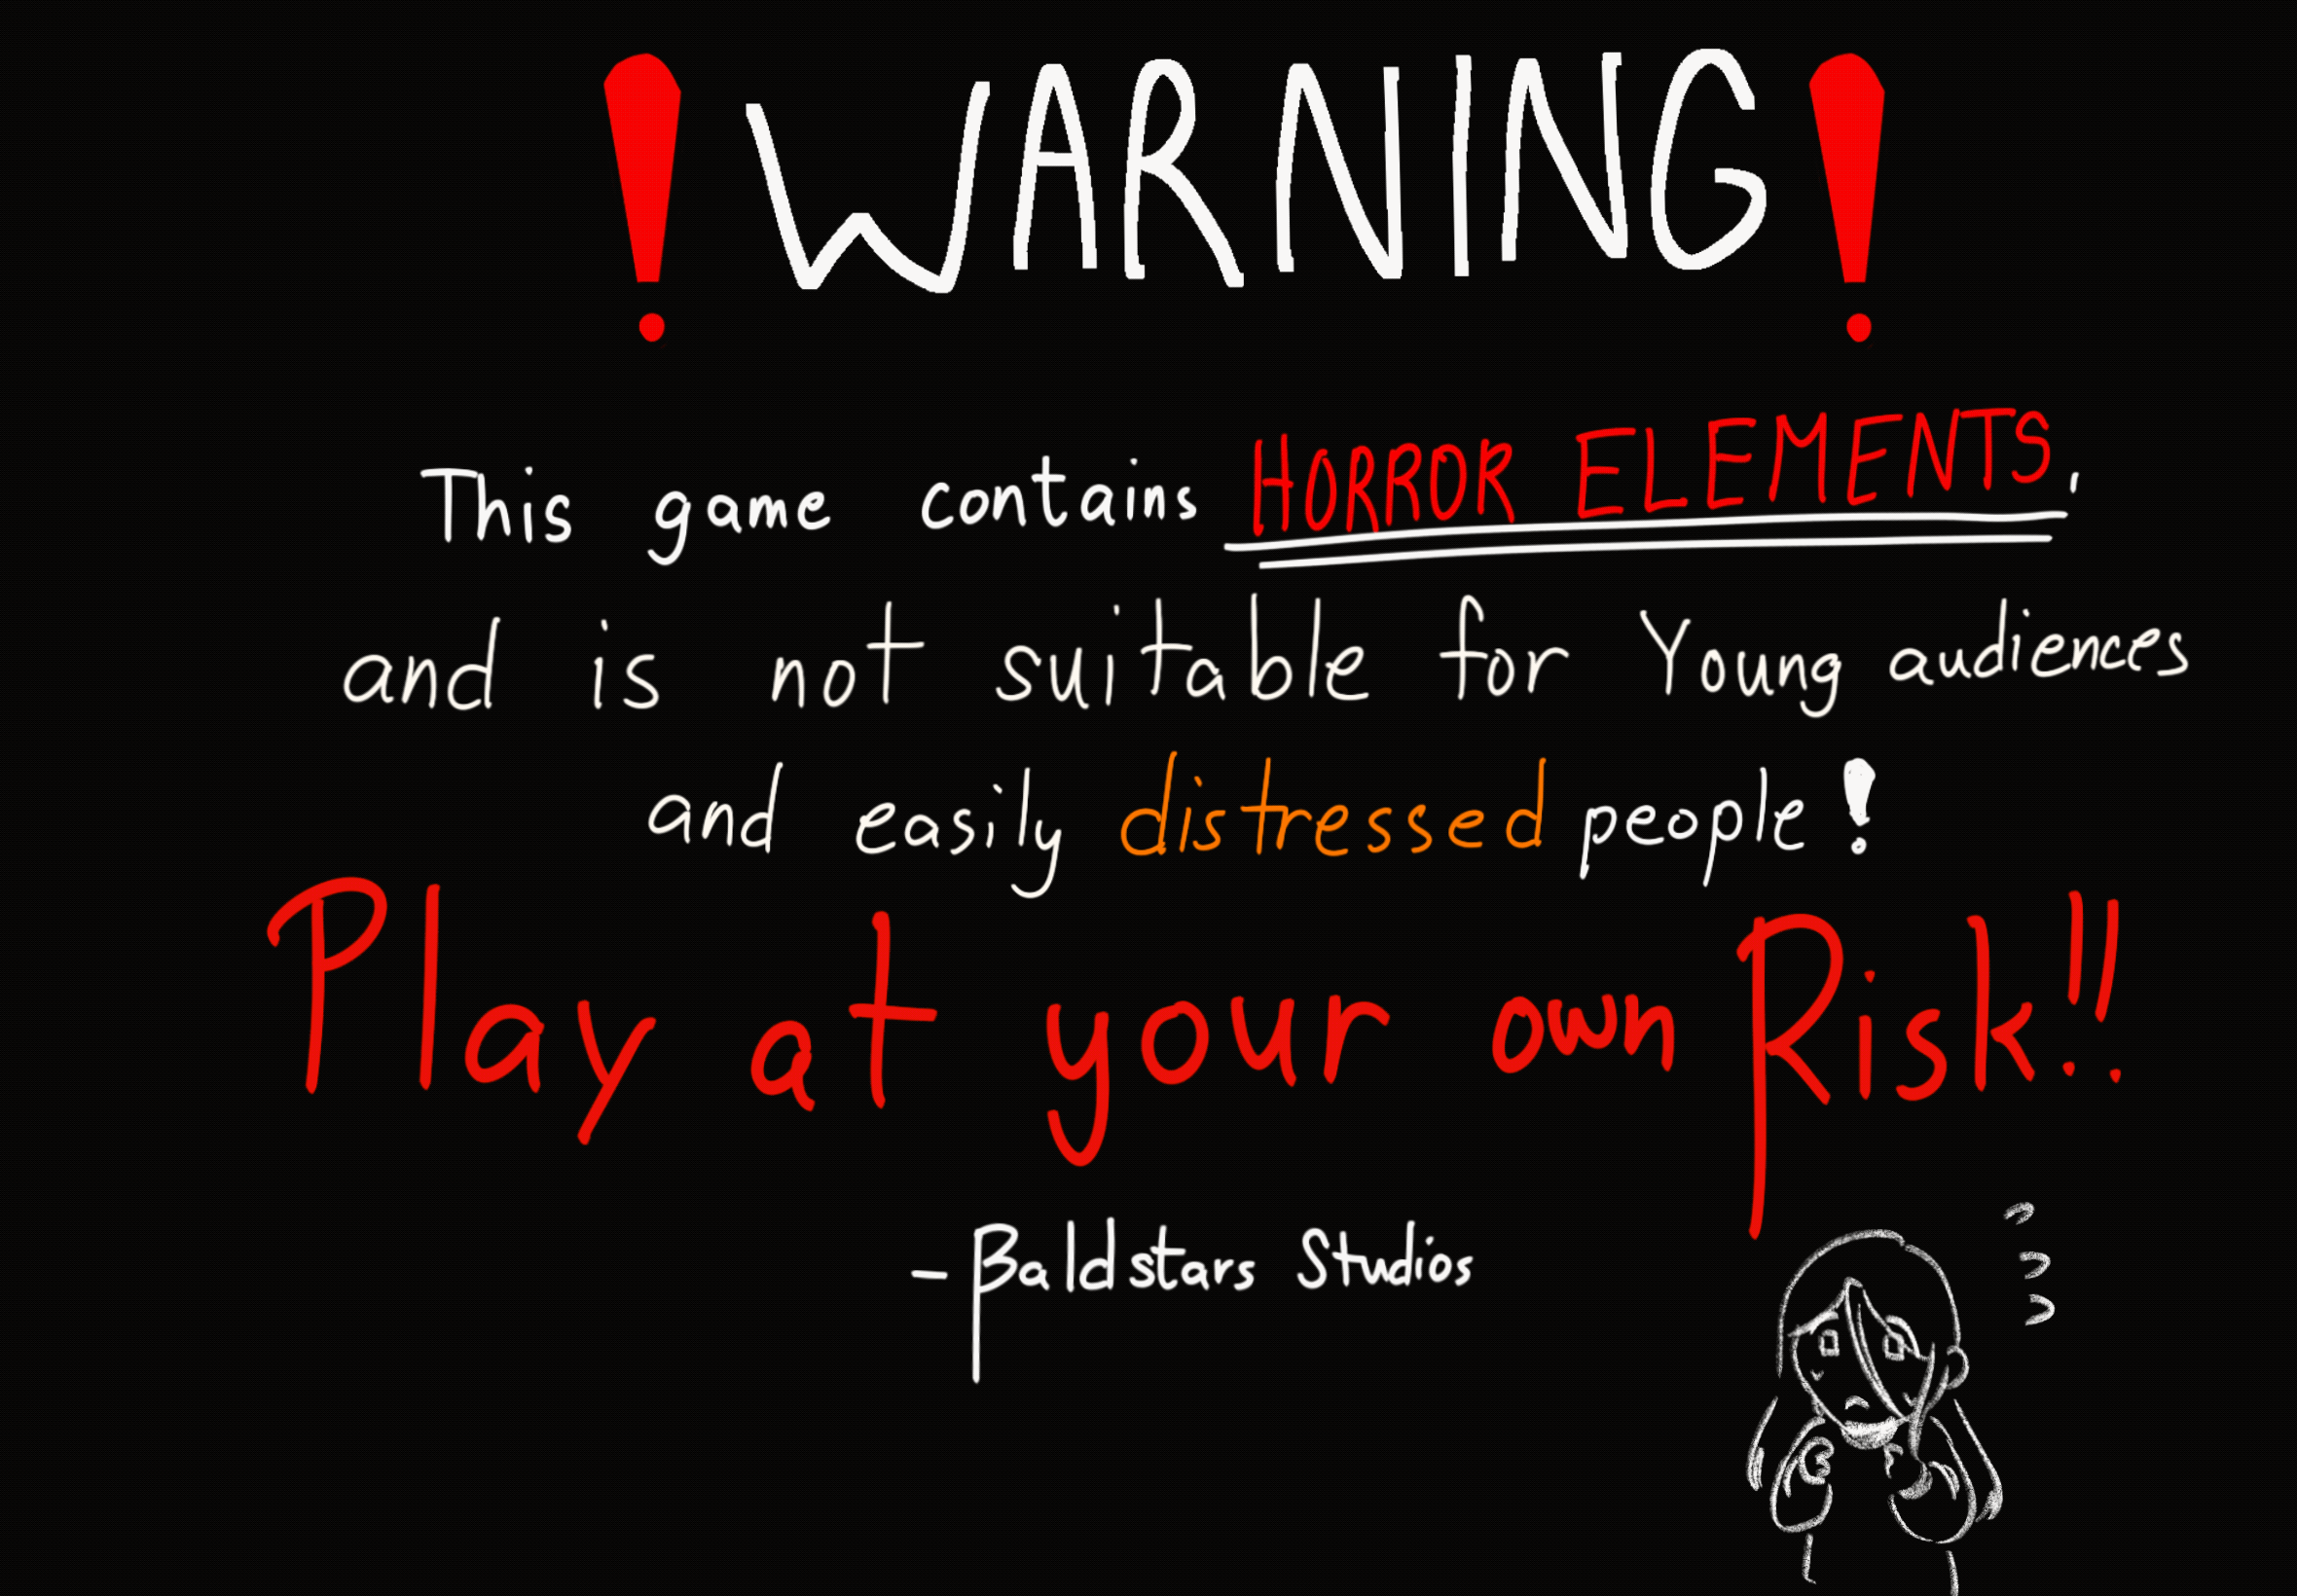 ! WARNING !
This game contains HORROR ELEMENTS,
and is not suitable for Young audiences
and easily distressed people!
Play at your own Risk!!
- Baldstars Studios